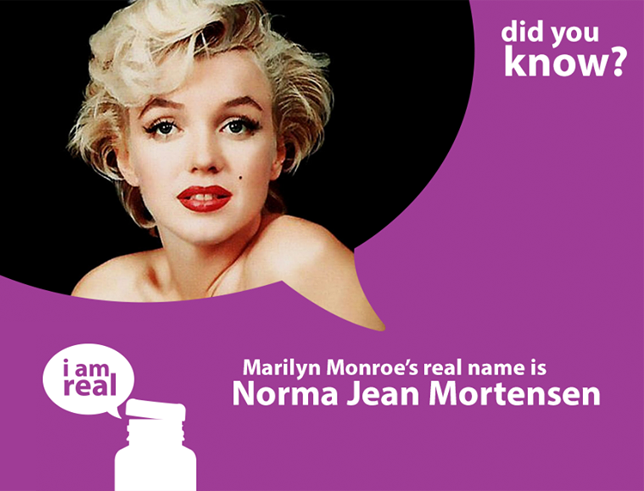 did you
know?
i am
real
Marilyn Monroe's real name is
Norma Jean Mortensen